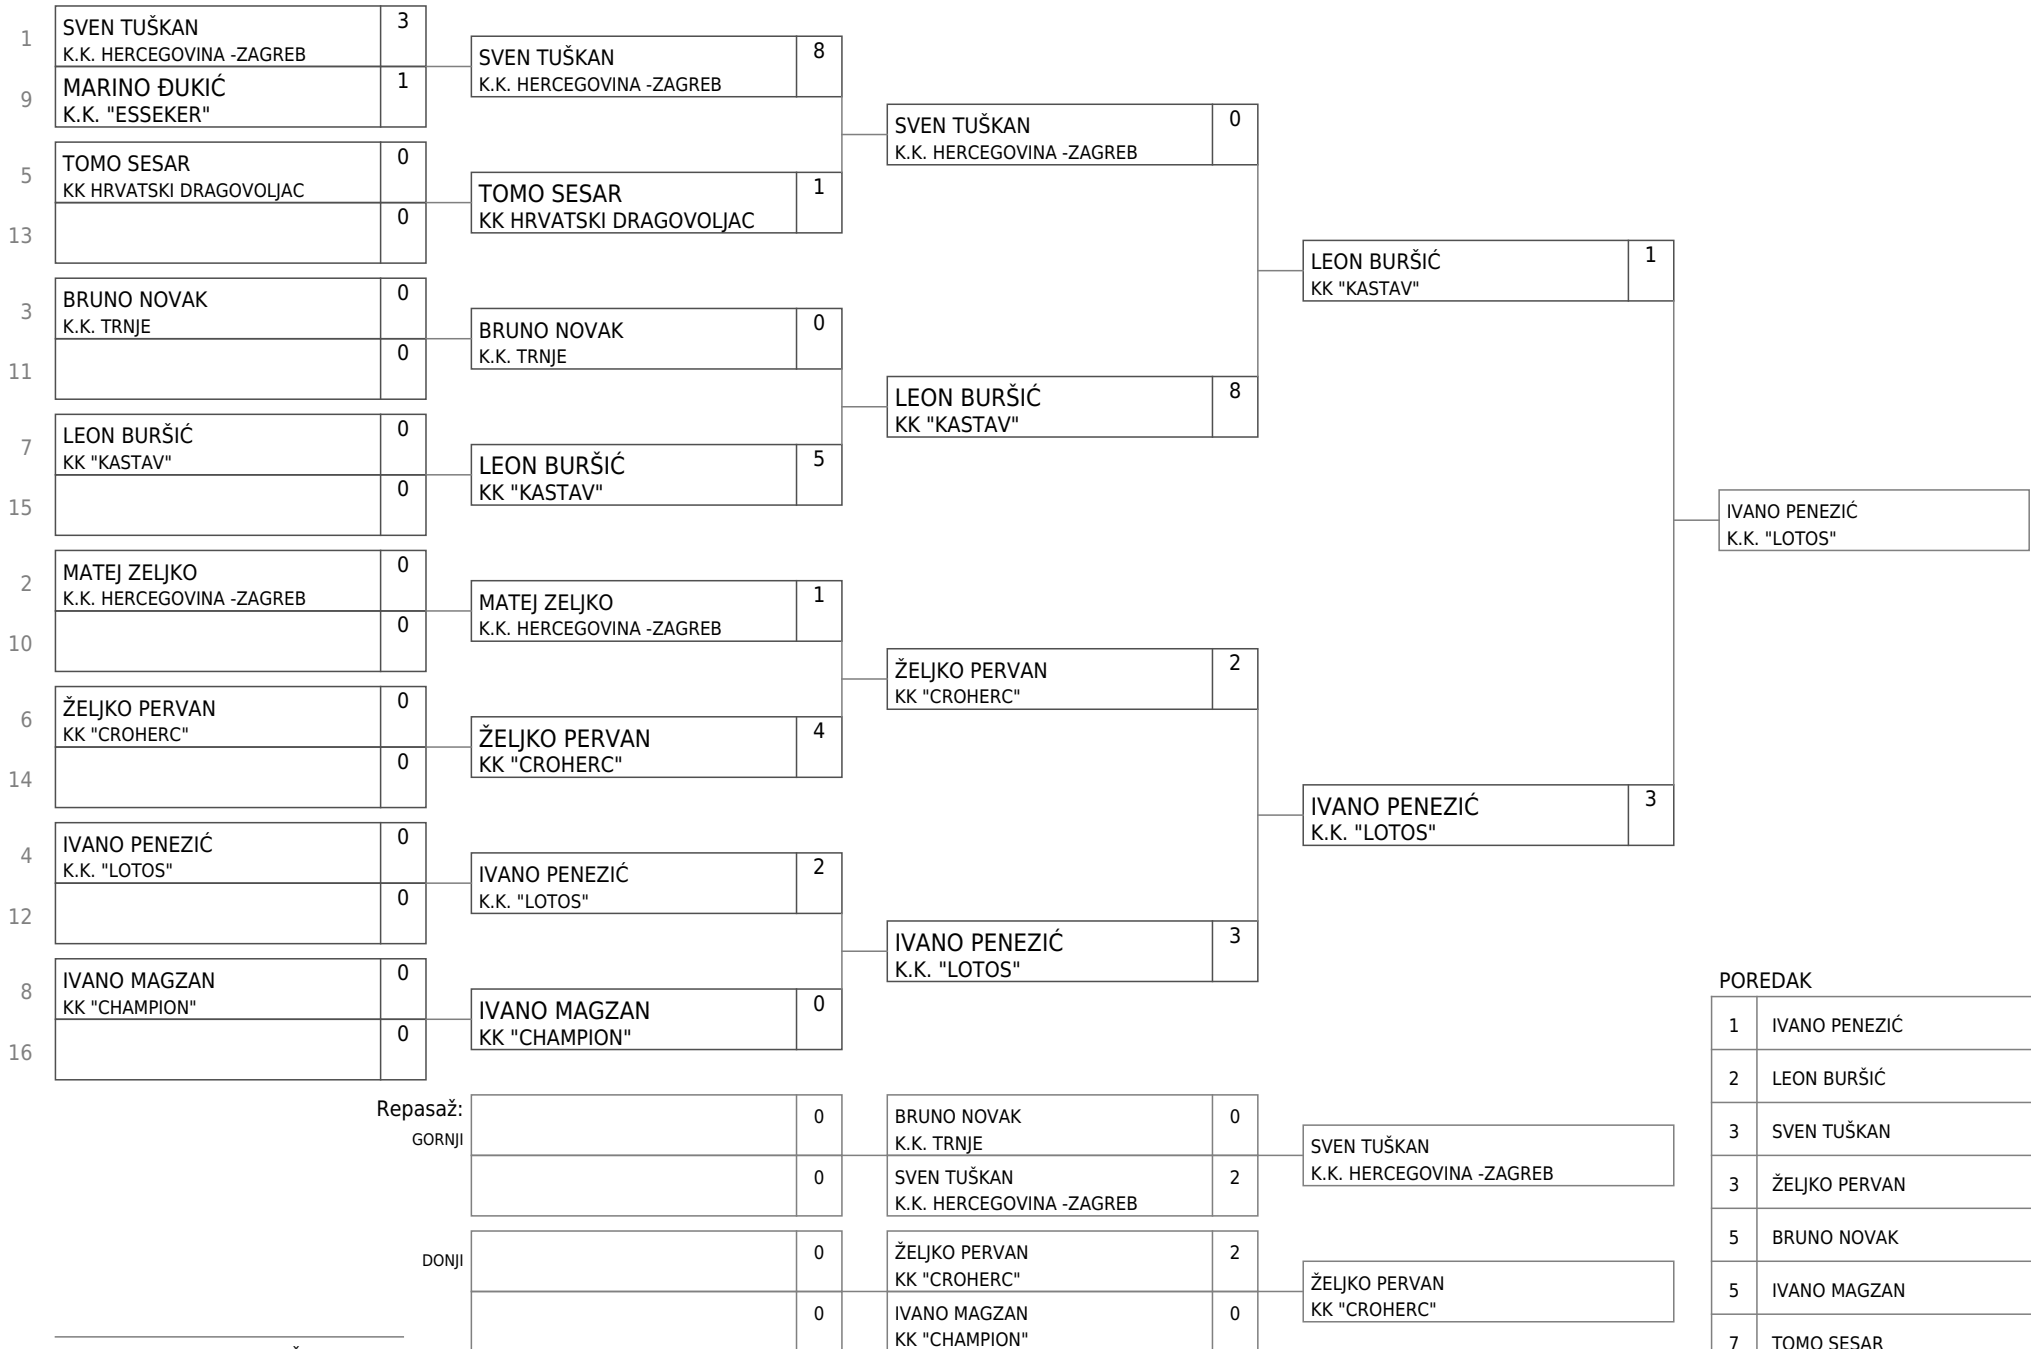 1
SVEN TUŠKAN
K.K. HERCEGOVINA -ZAGREB
3
9
MARINO ĐUKIĆ
K.K. "ESSEKER"
1
5
TOMO SESAR
KK HRVATSKI DRAGOVOLJAC
0
13
0
3
BRUNO NOVAK
K.K. TRNJE
0
11
0
7
LEON BURŠIĆ
KK "KASTAV"
0
15
0
2
MATEJ ZELJKO
K.K. HERCEGOVINA -ZAGREB
0
10
0
6
ŽELJKO PERVAN
KK "CROHERC"
0
14
0
4
IVANO PENEZIĆ
K.K. "LOTOS"
0
12
0
8
IVANO MAGZAN
KK "CHAMPION"
0
16
0
SVEN TUŠKAN
K.K. HERCEGOVINA -ZAGREB
8
TOMO SESAR
KK HRVATSKI DRAGOVOLJAC
1
BRUNO NOVAK
K.K. TRNJE
0
LEON BURŠIĆ
KK "KASTAV"
5
MATEJ ZELJKO
K.K. HERCEGOVINA -ZAGREB
1
ŽELJKO PERVAN
KK "CROHERC"
4
IVANO PENEZIĆ
K.K. "LOTOS"
2
IVANO MAGZAN
KK "CHAMPION"
0
SVEN TUŠKAN
K.K. HERCEGOVINA -ZAGREB
0
LEON BURŠIĆ
KK "KASTAV"
8
ŽELJKO PERVAN
KK "CROHERC"
2
IVANO PENEZIĆ
K.K. "LOTOS"
3
LEON BURŠIĆ
KK "KASTAV"
1
IVANO PENEZIĆ
K.K. "LOTOS"
3
IVANO PENEZIĆ
K.K. "LOTOS"
Repasaž:
GORNJI
0
0
BRUNO NOVAK
K.K. TRNJE
0
SVEN TUŠKAN
K.K. HERCEGOVINA -ZAGREB
2
SVEN TUŠKAN
K.K. HERCEGOVINA -ZAGREB
DONJI
0
0
ŽELJKO PERVAN
KK "CROHERC"
2
IVANO MAGZAN
KK "CHAMPION"
0
ŽELJKO PERVAN
KK "CROHERC"
POREDAK
1 IVANO PENEZIĆ
2 LEON BURŠIĆ
3 SVEN TUŠKAN
3 ŽELJKO PERVAN
5 BRUNO NOVAK
5 IVANO MAGZAN
7 TOMO SESAR